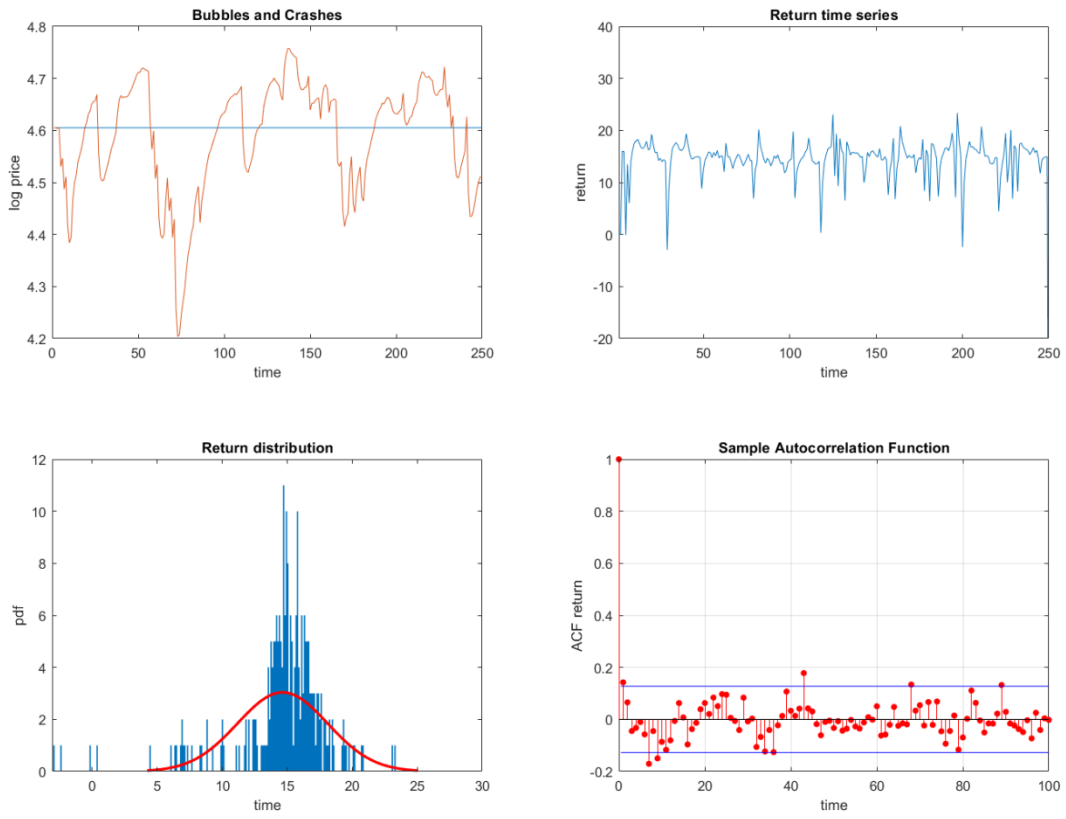 Bubbles and Crashes
4.8
4.7
4.6
4.5
4.4
4.3
4.2
log price
0 50 100 150 200 250
time
Return time series
40
30
20
10
0
-10
-20
return
50 100 150 200 250
time
Return distribution
12
10
8
6
4
2
0
pdf
0 5 10 15 20 25 30
time
Sample Autocorrelation Function
1
0.8
0.6
0.4
0.2
0
-0.2
ACF return
0 20 40 60 80 100
time